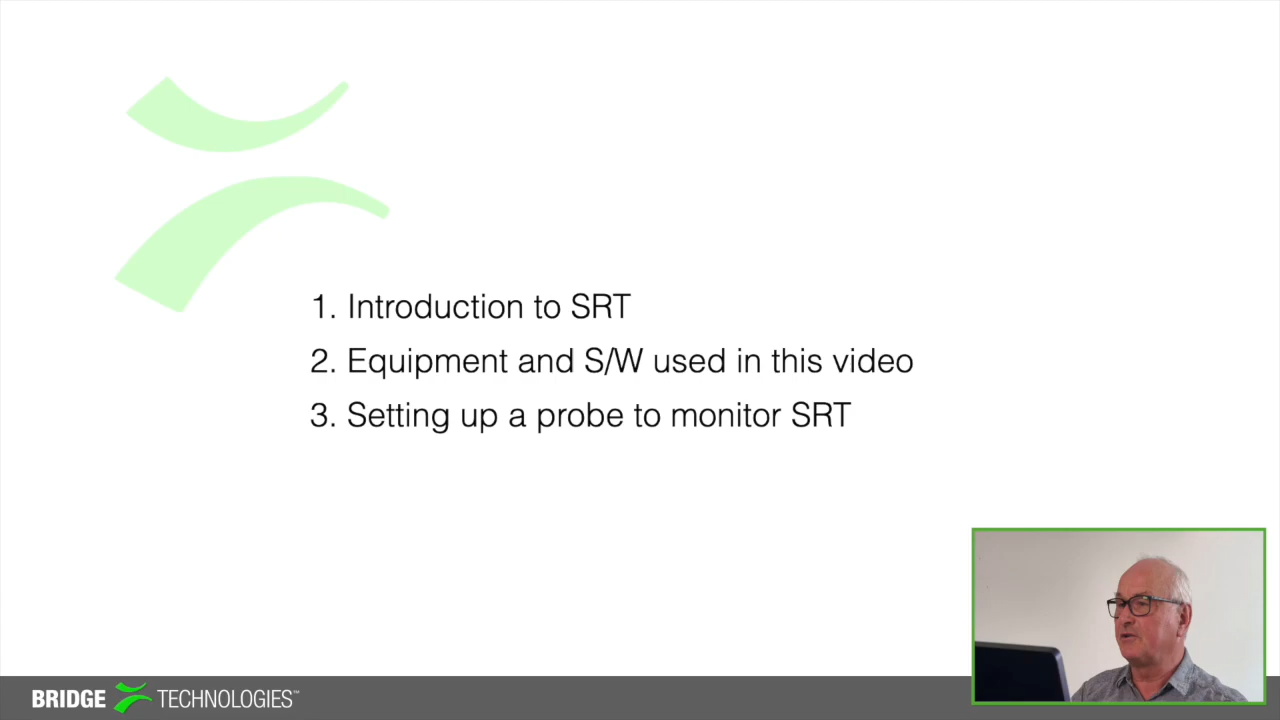 1. Introduction to SRT
2. Equipment and S/W used in this video
3. Setting up a probe to monitor SRT
BRIDGE TECHNOLOGIES™